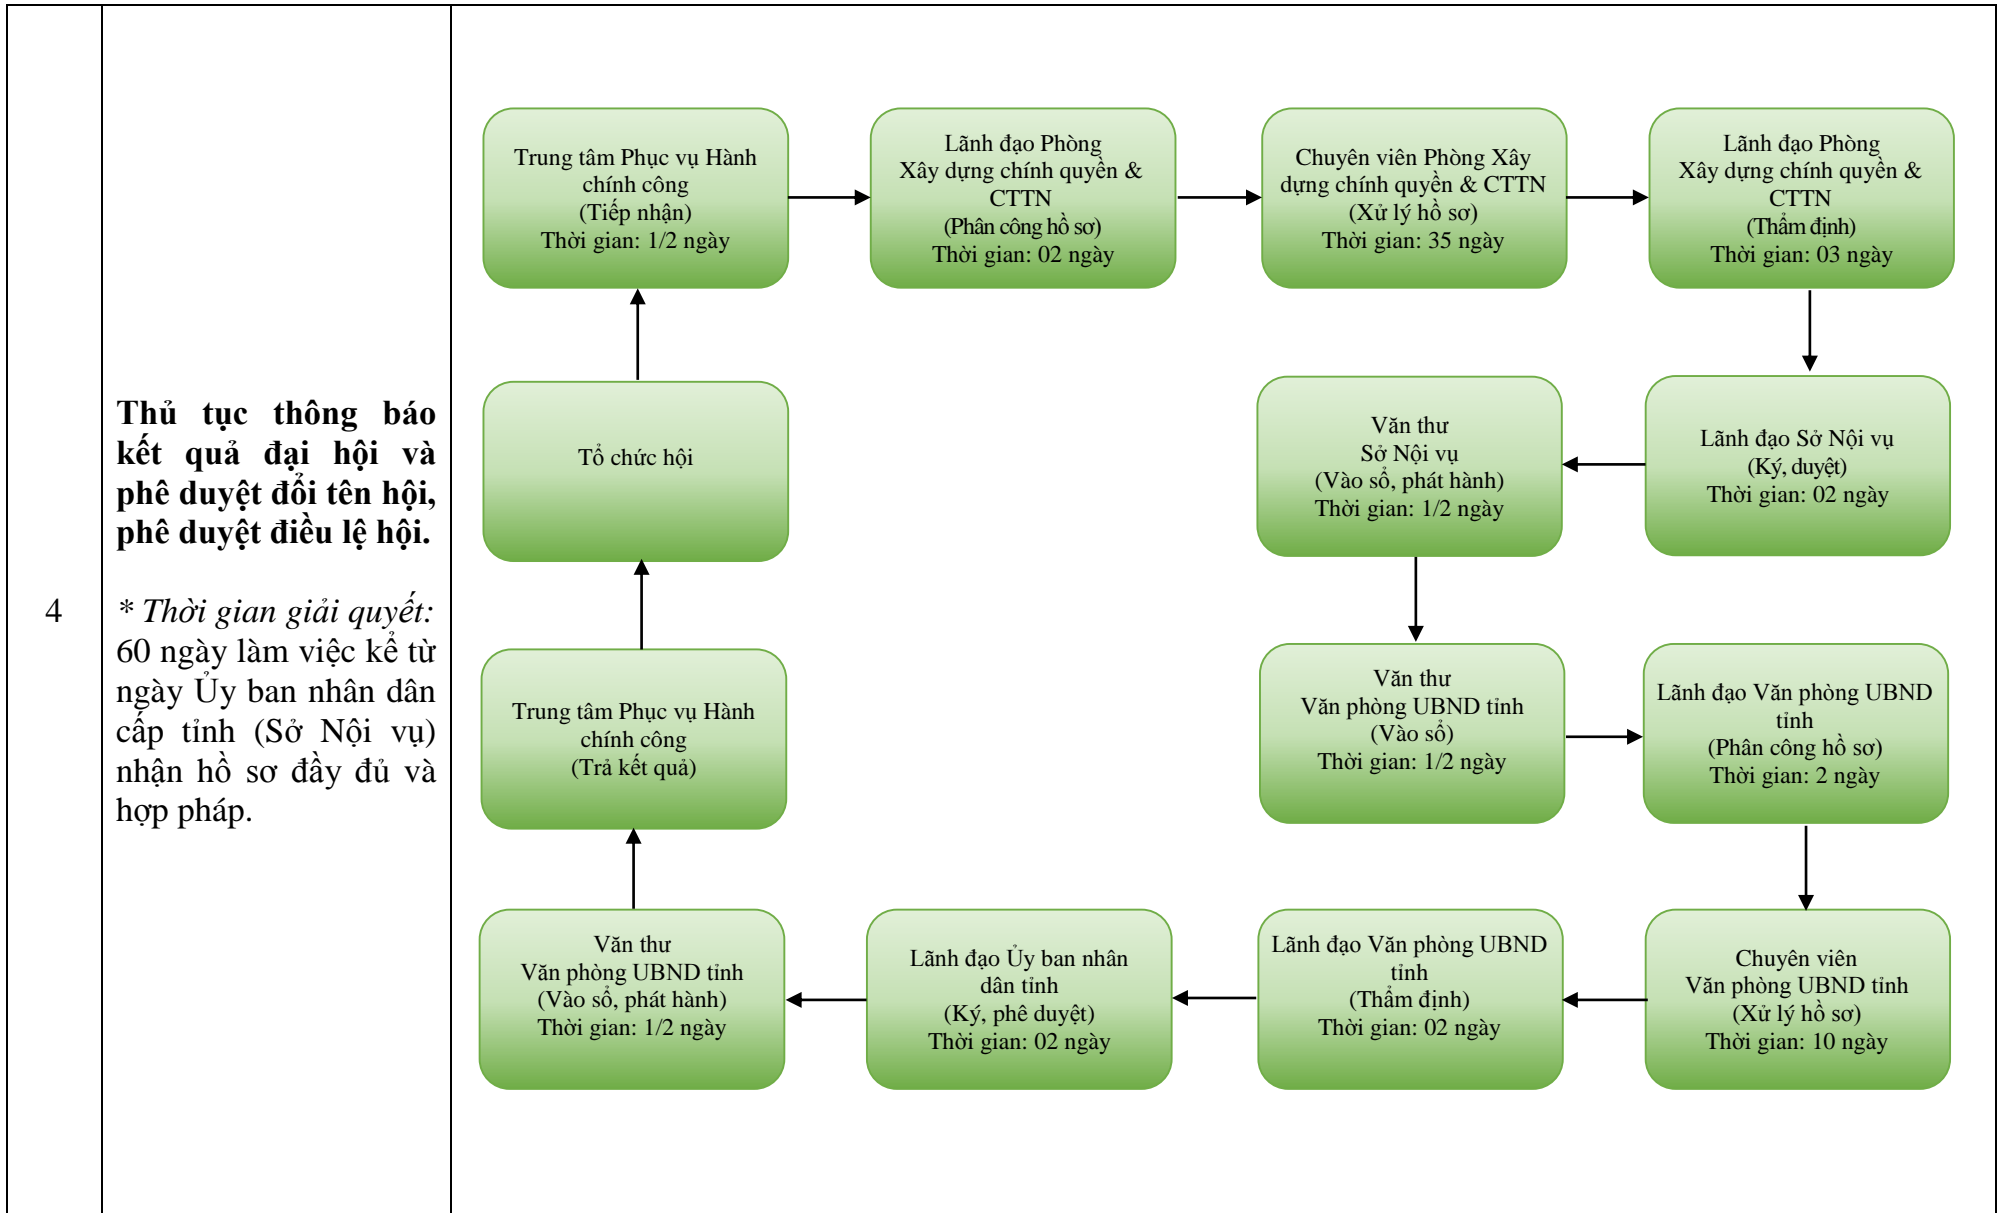 4
Thủ tục thông báo
kết quả đại hội và
phê duyệt đổi tên hội,
phê duyệt điều lệ hội.
* Thời gian giải quyết:
60 ngày làm việc kể từ
ngày Ủy ban nhân dân
cấp tỉnh (Sở Nội vụ)
nhận hồ sơ đầy đủ và
hợp pháp.
Trung tâm Phục vụ Hành
chính công
(Tiếp nhận)
Thời gian: 1/2 ngày
Lãnh đạo Phòng
Xây dựng chính quyền &
CTTN
(Phân công hồ sơ)
Thời gian: 02 ngày
Chuyên viên Phòng Xây
dựng chính quyền & CTTN
(Xử lý hồ sơ)
Thời gian: 35 ngày
Lãnh đạo Phòng
Xây dựng chính quyền &
CTTN
(Thẩm định)
Thời gian: 03 ngày
Tổ chức hội
Văn thư
Sở Nội vụ
(Vào sổ, phát hành)
Thời gian: 1/2 ngày
Lãnh đạo Sở Nội vụ
(Ký, duyệt)
Thời gian: 02 ngày
Trung tâm Phục vụ Hành
chính công
(Trả kết quả)
Văn thư
Văn phòng UBND tỉnh
(Vào sổ)
Thời gian: 1/2 ngày
Lãnh đạo Văn phòng UBND
tỉnh
(Phân công hồ sơ)
Thời gian: 2 ngày
Văn thư
Văn phòng UBND tỉnh
(Vào sổ, phát hành)
Thời gian: 1/2 ngày
Lãnh đạo Ủy ban nhân
dân tỉnh
(Ký, phê duyệt)
Thời gian: 02 ngày
Lãnh đạo Văn phòng UBND
tỉnh
(Thẩm định)
Thời gian: 02 ngày
Chuyên viên
Văn phòng UBND tỉnh
(Xử lý hồ sơ)
Thời gian: 10 ngày